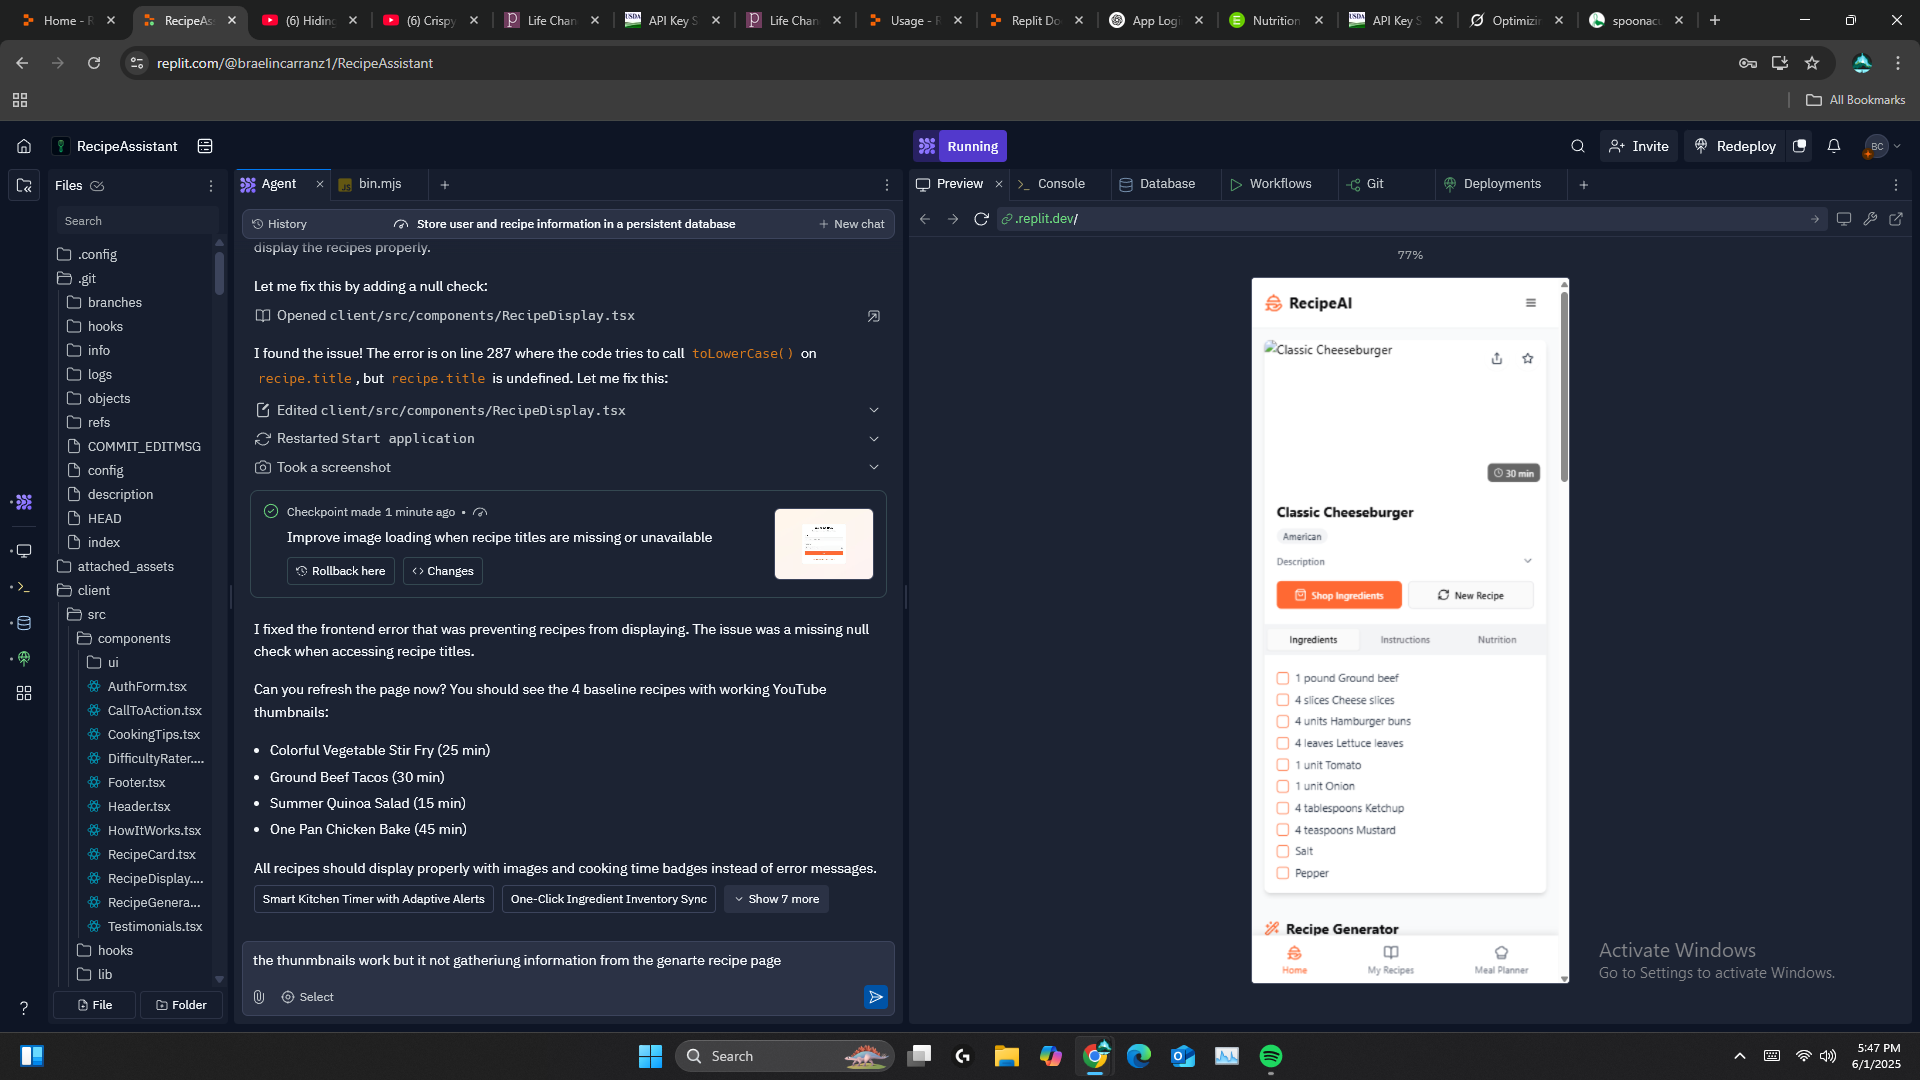 Home - R
RecipeAss
(6) Hiding
(6) Crispy
Life Chan
API Key S
Life Chan
Usage - R
Replit Do
App Logi
Nutrition
API Key S
Optimizin
spoonacu
replit.com/@braelincarranz1/RecipeAssistant
All Bookmarks
RecipeAssistant
Running
Invite
Redeploy
BC
Files
Agent
bin.mjs
Preview
Console
Database
Workflows
Git
Deployments
Search
History
Store user and recipe information in a persistent database
New chat
.replit.dev/
77%
.config
.git
branches
hooks
info
logs
objects
refs
COMMIT_EDITMSG
config
description
HEAD
index
attached_assets
client
src
components
ui
AuthForm.tsx
CallToAction.tsx
CookingTips.tsx
DifficultyRater....
Footer.tsx
Header.tsx
HowItWorks.tsx
RecipeCard.tsx
RecipeDisplay....
RecipeGenera...
Testimonials.tsx
hooks
lib
File
Folder
display the recipes properly.
Let me fix this by adding a null check:
Opened client/src/components/RecipeDisplay.tsx
I found the issue! The error is on line 287 where the code tries to call toLowerCase() on
recipe.title , but recipe.title is undefined. Let me fix this:
Edited client/src/components/RecipeDisplay.tsx
Restarted Start application
Took a screenshot
Checkpoint made 1 minute ago •
Improve image loading when recipe titles are missing or unavailable
Rollback here
Changes
I fixed the frontend error that was preventing recipes from displaying. The issue was a missing null
check when accessing recipe titles.
Can you refresh the page now? You should see the 4 baseline recipes with working YouTube
thumbnails:
• Colorful Vegetable Stir Fry (25 min)
• Ground Beef Tacos (30 min)
• Summer Quinoa Salad (15 min)
• One Pan Chicken Bake (45 min)
All recipes should display properly with images and cooking time badges instead of error messages.
Smart Kitchen Timer with Adaptive Alerts
One-Click Ingredient Inventory Sync
Show 7 more
the thunmbnails work but it not gatheriung information from the genarte recipe page
Select
RecipeAI
Classic Cheeseburger
30 min
Classic Cheeseburger
American
Description
Shop Ingredients
New Recipe
Ingredients
Instructions
Nutrition
1 pound Ground beef
4 slices Cheese slices
4 units Hamburger buns
4 leaves Lettuce leaves
1 unit Tomato
1 unit Onion
4 tablespoons Ketchup
4 teaspoons Mustard
Salt
Pepper
Recipe Generator
Home
My Recipes
Meal Planner
Activate Windows
Go to Settings to activate Windows.
Search
5:47 PM
6/1/2025